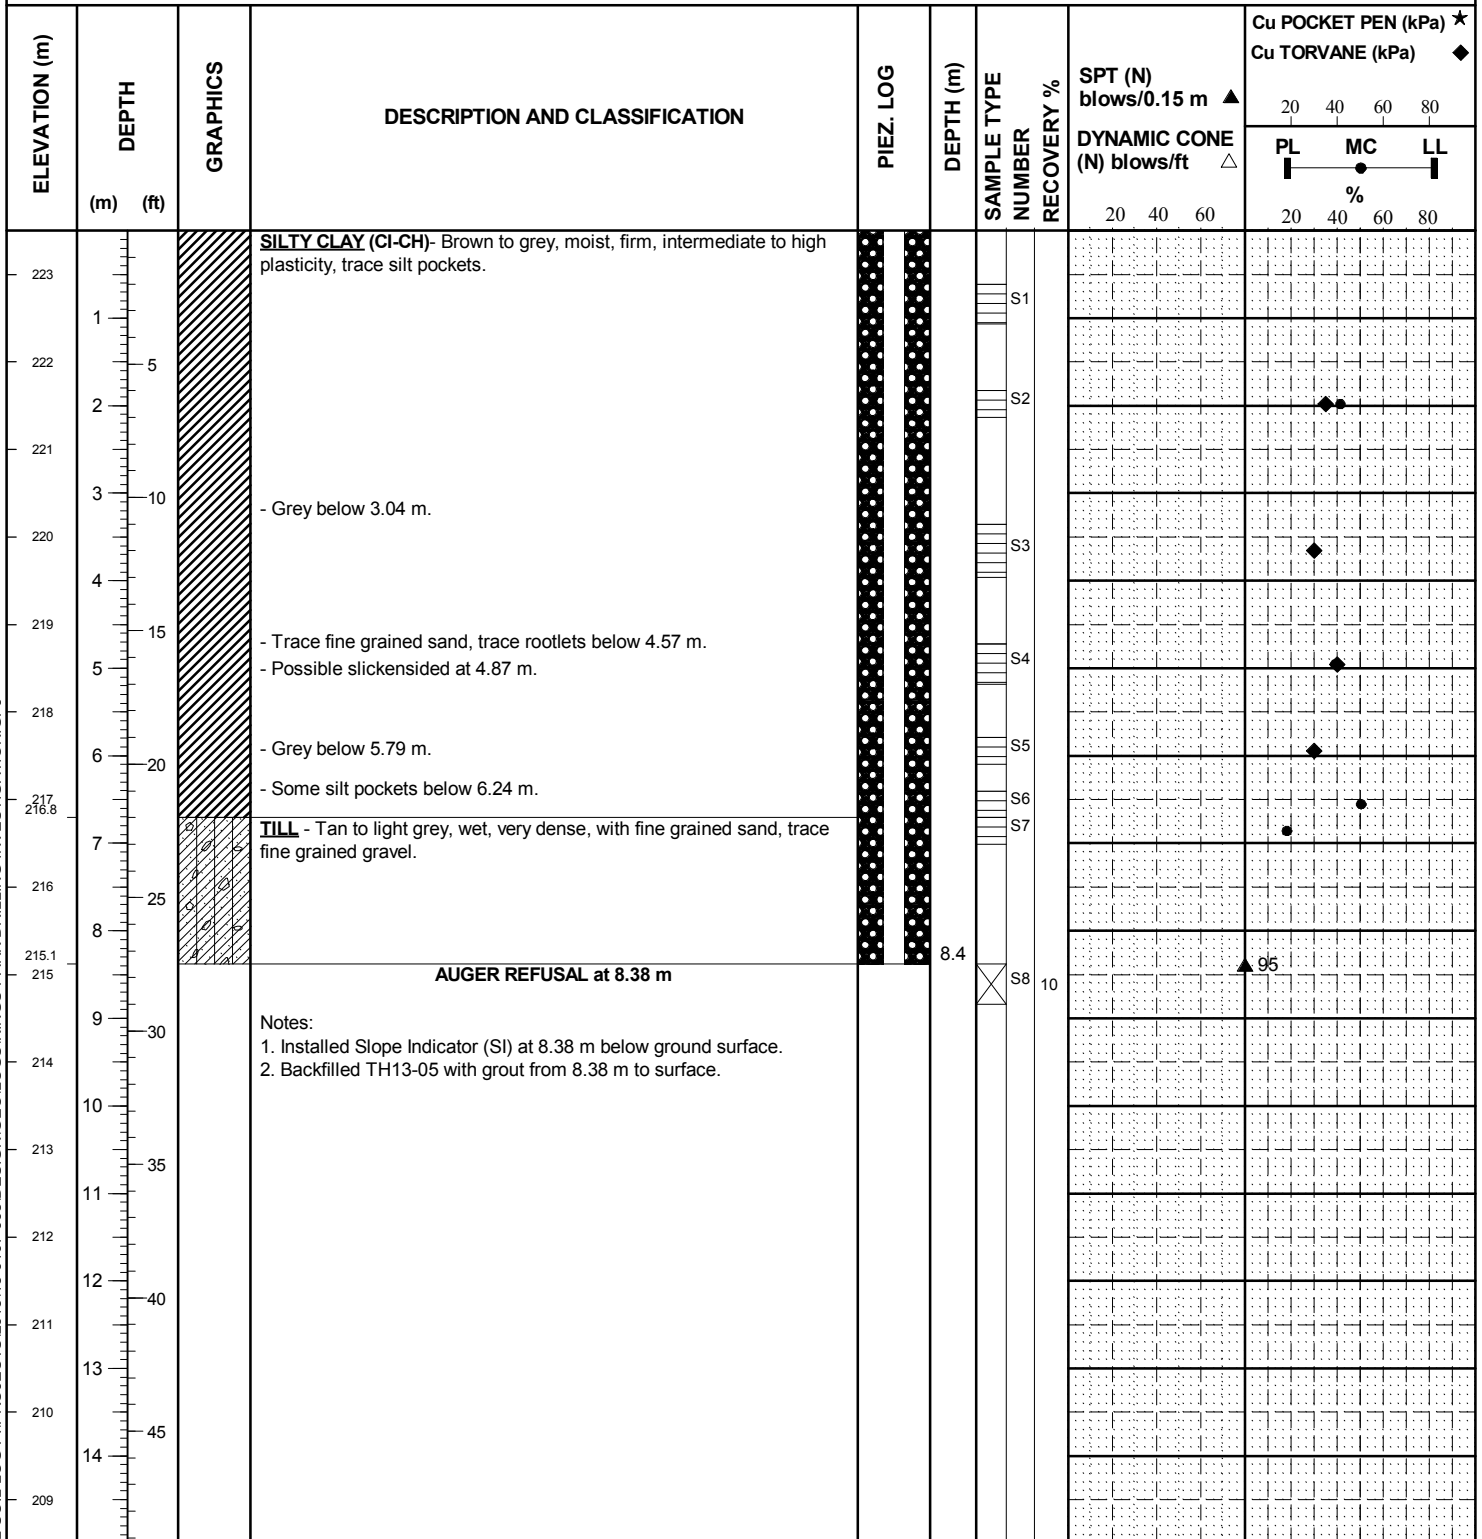 ELEVATION (m)
DEPTH
(m) (ft)
GRAPHICS
DESCRIPTION AND CLASSIFICATION
PIEZ. LOG
DEPTH (m)
SAMPLE TYPE
NUMBER
RECOVERY %
SPT (N)
blows/0.15 m ▲
DYNAMIC CONE
(N) blows/ft △
20 40 60
Cu POCKET PEN (kPa) ★
Cu TORVANE (kPa) ◆
20 40 60 80
PL MC LL
%
20 40 60 80
SILTY CLAY (CI-CH)- Brown to grey, moist, firm, intermediate to high
plasticity, trace silt pockets.
223
S1
1
222
5
S2
2
221
3
10
- Grey below 3.04 m.
220
S3
4
219
15
- Trace fine grained sand, trace rootlets below 4.57 m.
S4
- Possible slickensided at 4.87 m.
5
218
S5
- Grey below 5.79 m.
6
20
- Some silt pockets below 6.24 m.
S6
217
216.8
TILL - Tan to light grey, wet, very dense, with fine grained sand, trace
fine grained gravel.
S7
7
216
25
8
215.1
8.4
95
215
AUGER REFUSAL at 8.38 m
S8 10
9
Notes:
30
1. Installed Slope Indicator (SI) at 8.38 m below ground surface.
214
2. Backfilled TH13-05 with grout from 8.38 m to surface.
10
213
35
11
212
12
40
211
13
210
45
14
209